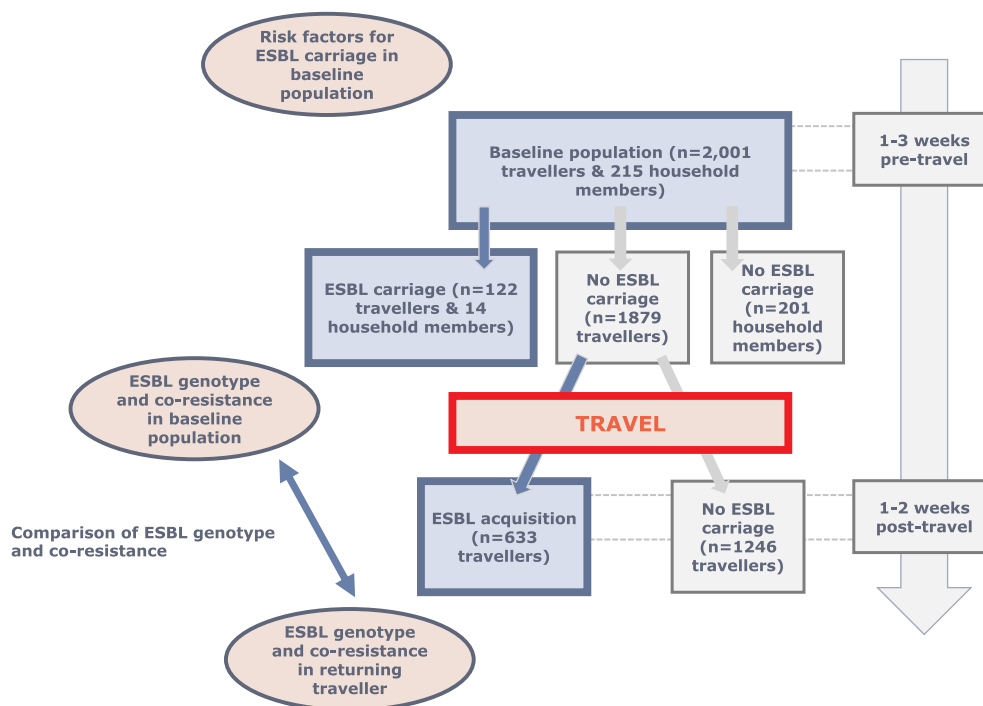 Risk factors for
ESBL carriage in
baseline
population
Baseline population (n=2,001
travellers & 215 household
members)
1-3 weeks
pre-travel
ESBL carriage (n=122
travellers & 14
household members)
No ESBL
carriage
(n=1879
travellers)
No ESBL
carriage
(n=201
household
members)
ESBL genotype
and co-resistance
in baseline
population
TRAVEL
ESBL acquisition
(n=633
travellers)
No ESBL
carriage
(n=1246
travellers)
1-2 weeks
post-travel
Comparison of ESBL genotype
and co-resistance
ESBL genotype
and co-resistance
in returning
traveller